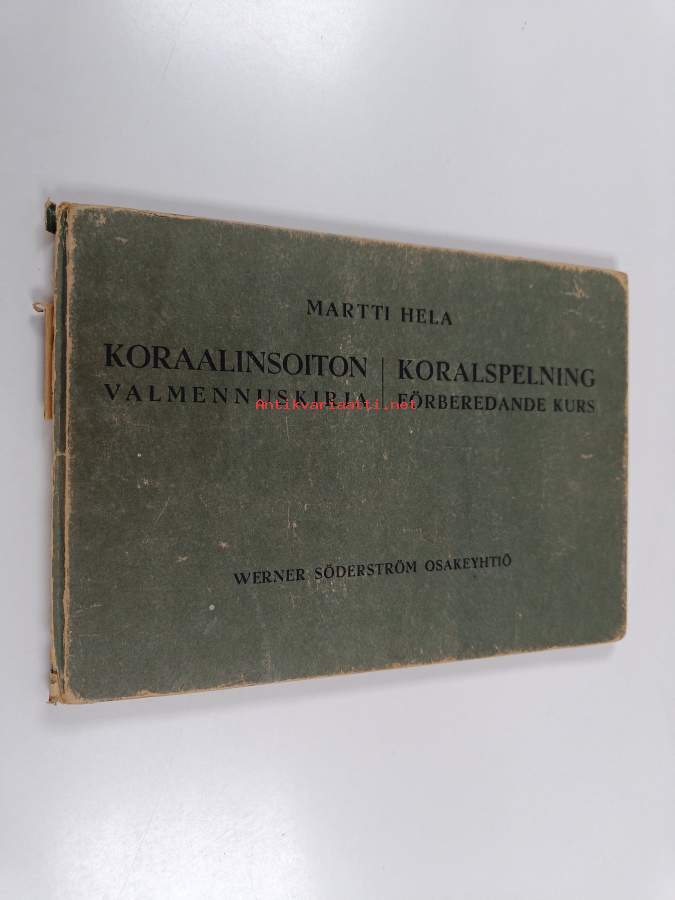 MARTTI HELA
KORAALINSOITON | KORALSPELNING
VALMENNUSKIRJA | FÖRBEREDANDE KURS
Antikvariaatti.net
WERNER SÖDERSTRÖM OSAKEYHTIÖ